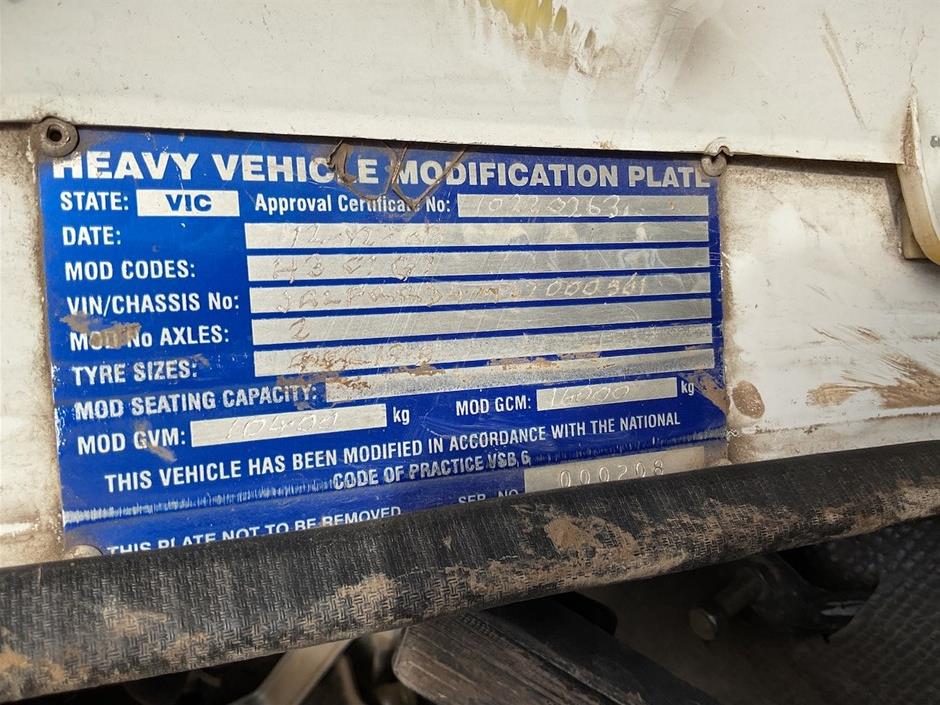 HEAVY VEHICLE MODIFICATION PLATE
STATE: VIC Approval Certificate No:
DATE:
MOD CODES:
VIN/CHASSIS No:
MOD No AXLES: 2
TYRE SIZES:
MOD SEATING CAPACITY:
MOD GVM: 10400 kg MOD GCM: 16000 kg
THIS VEHICLE HAS BEEN MODIFIED IN ACCORDANCE WITH THE NATIONAL
CODE OF PRACTICE VSB 6
SER. NO 000208
THIS PLATE NOT TO BE REMOVED